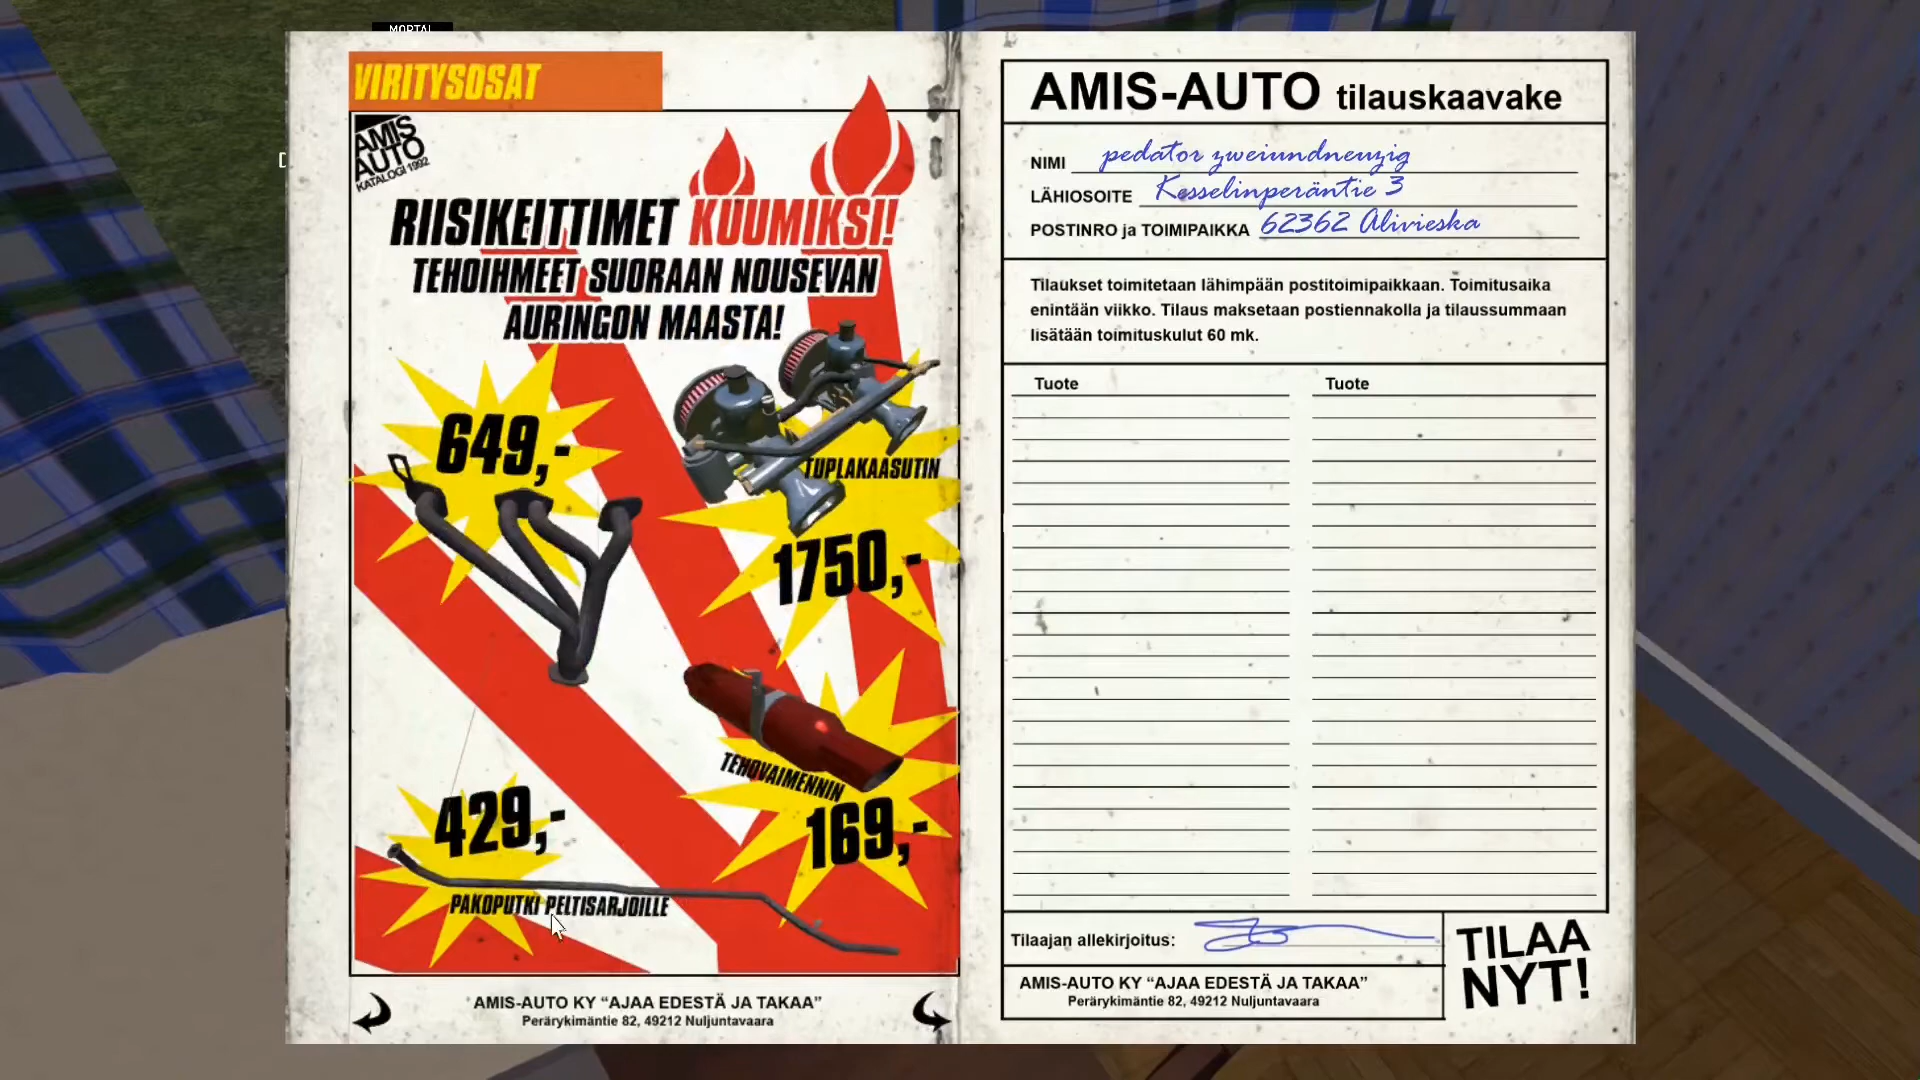 MORTAL
VIRITYSOSAT
AMIS
AUTO
KATALOGI 1992
RIISIKEITTIMET KUUMIKSI!
TEHOIHMEET SUORAAN NOUSEVAN
AURINGON MAASTA!
649,-
TUPLAKAASUTIN
1750,-
TEHOVAIMENNIN
169,-
429,-
PAKOPUTKI PELTISARJOILLE
AMIS-AUTO KY “AJAA EDESTÄ JA TAKAA”
Perärykimäntie 82, 49212 Nuljuntavaara
AMIS-AUTO tilauskaavake
NIMI pedator zweiundneunzig
LÄHIOSOITE Kesselinperäntie 3
POSTINRO ja TOIMIPAIKKA 62362 Alivieska
Tilaukset toimitetaan lähimpään postitoimipaikkaan. Toimitusaika
enintään viikko. Tilaus maksetaan postiennakolla ja tilaussummaan
lisätään toimituskulut 60 mk.
Tuote Tuote
Tilaajan allekirjoitus:
TILAA
NYT!
AMIS-AUTO KY “AJAA EDESTÄ JA TAKAA”
Perärykimäntie 82, 49212 Nuljuntavaara